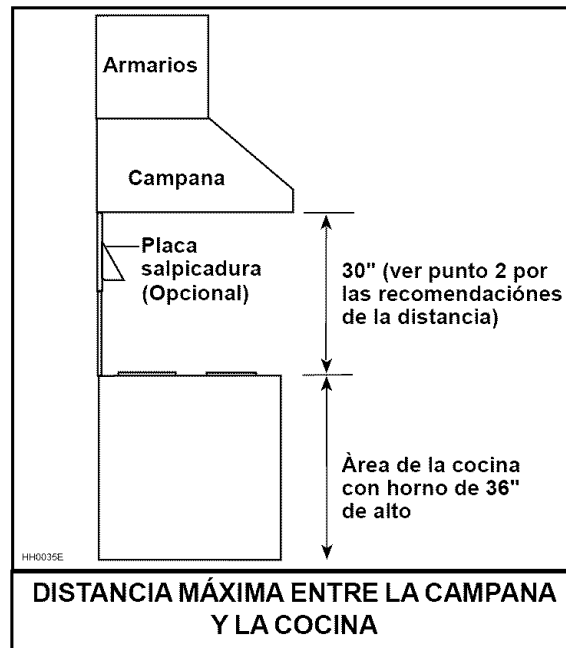 Armarios
Campana
Placa
salpicadura
(Opcional)
30" (ver punto 2 por
las recomendaciónes
de la distancia)
Àrea de la cocina
con horno de 36"
de alto
HH0035E
DISTANCIA MÁXIMA ENTRE LA CAMPANA
Y LA COCINA